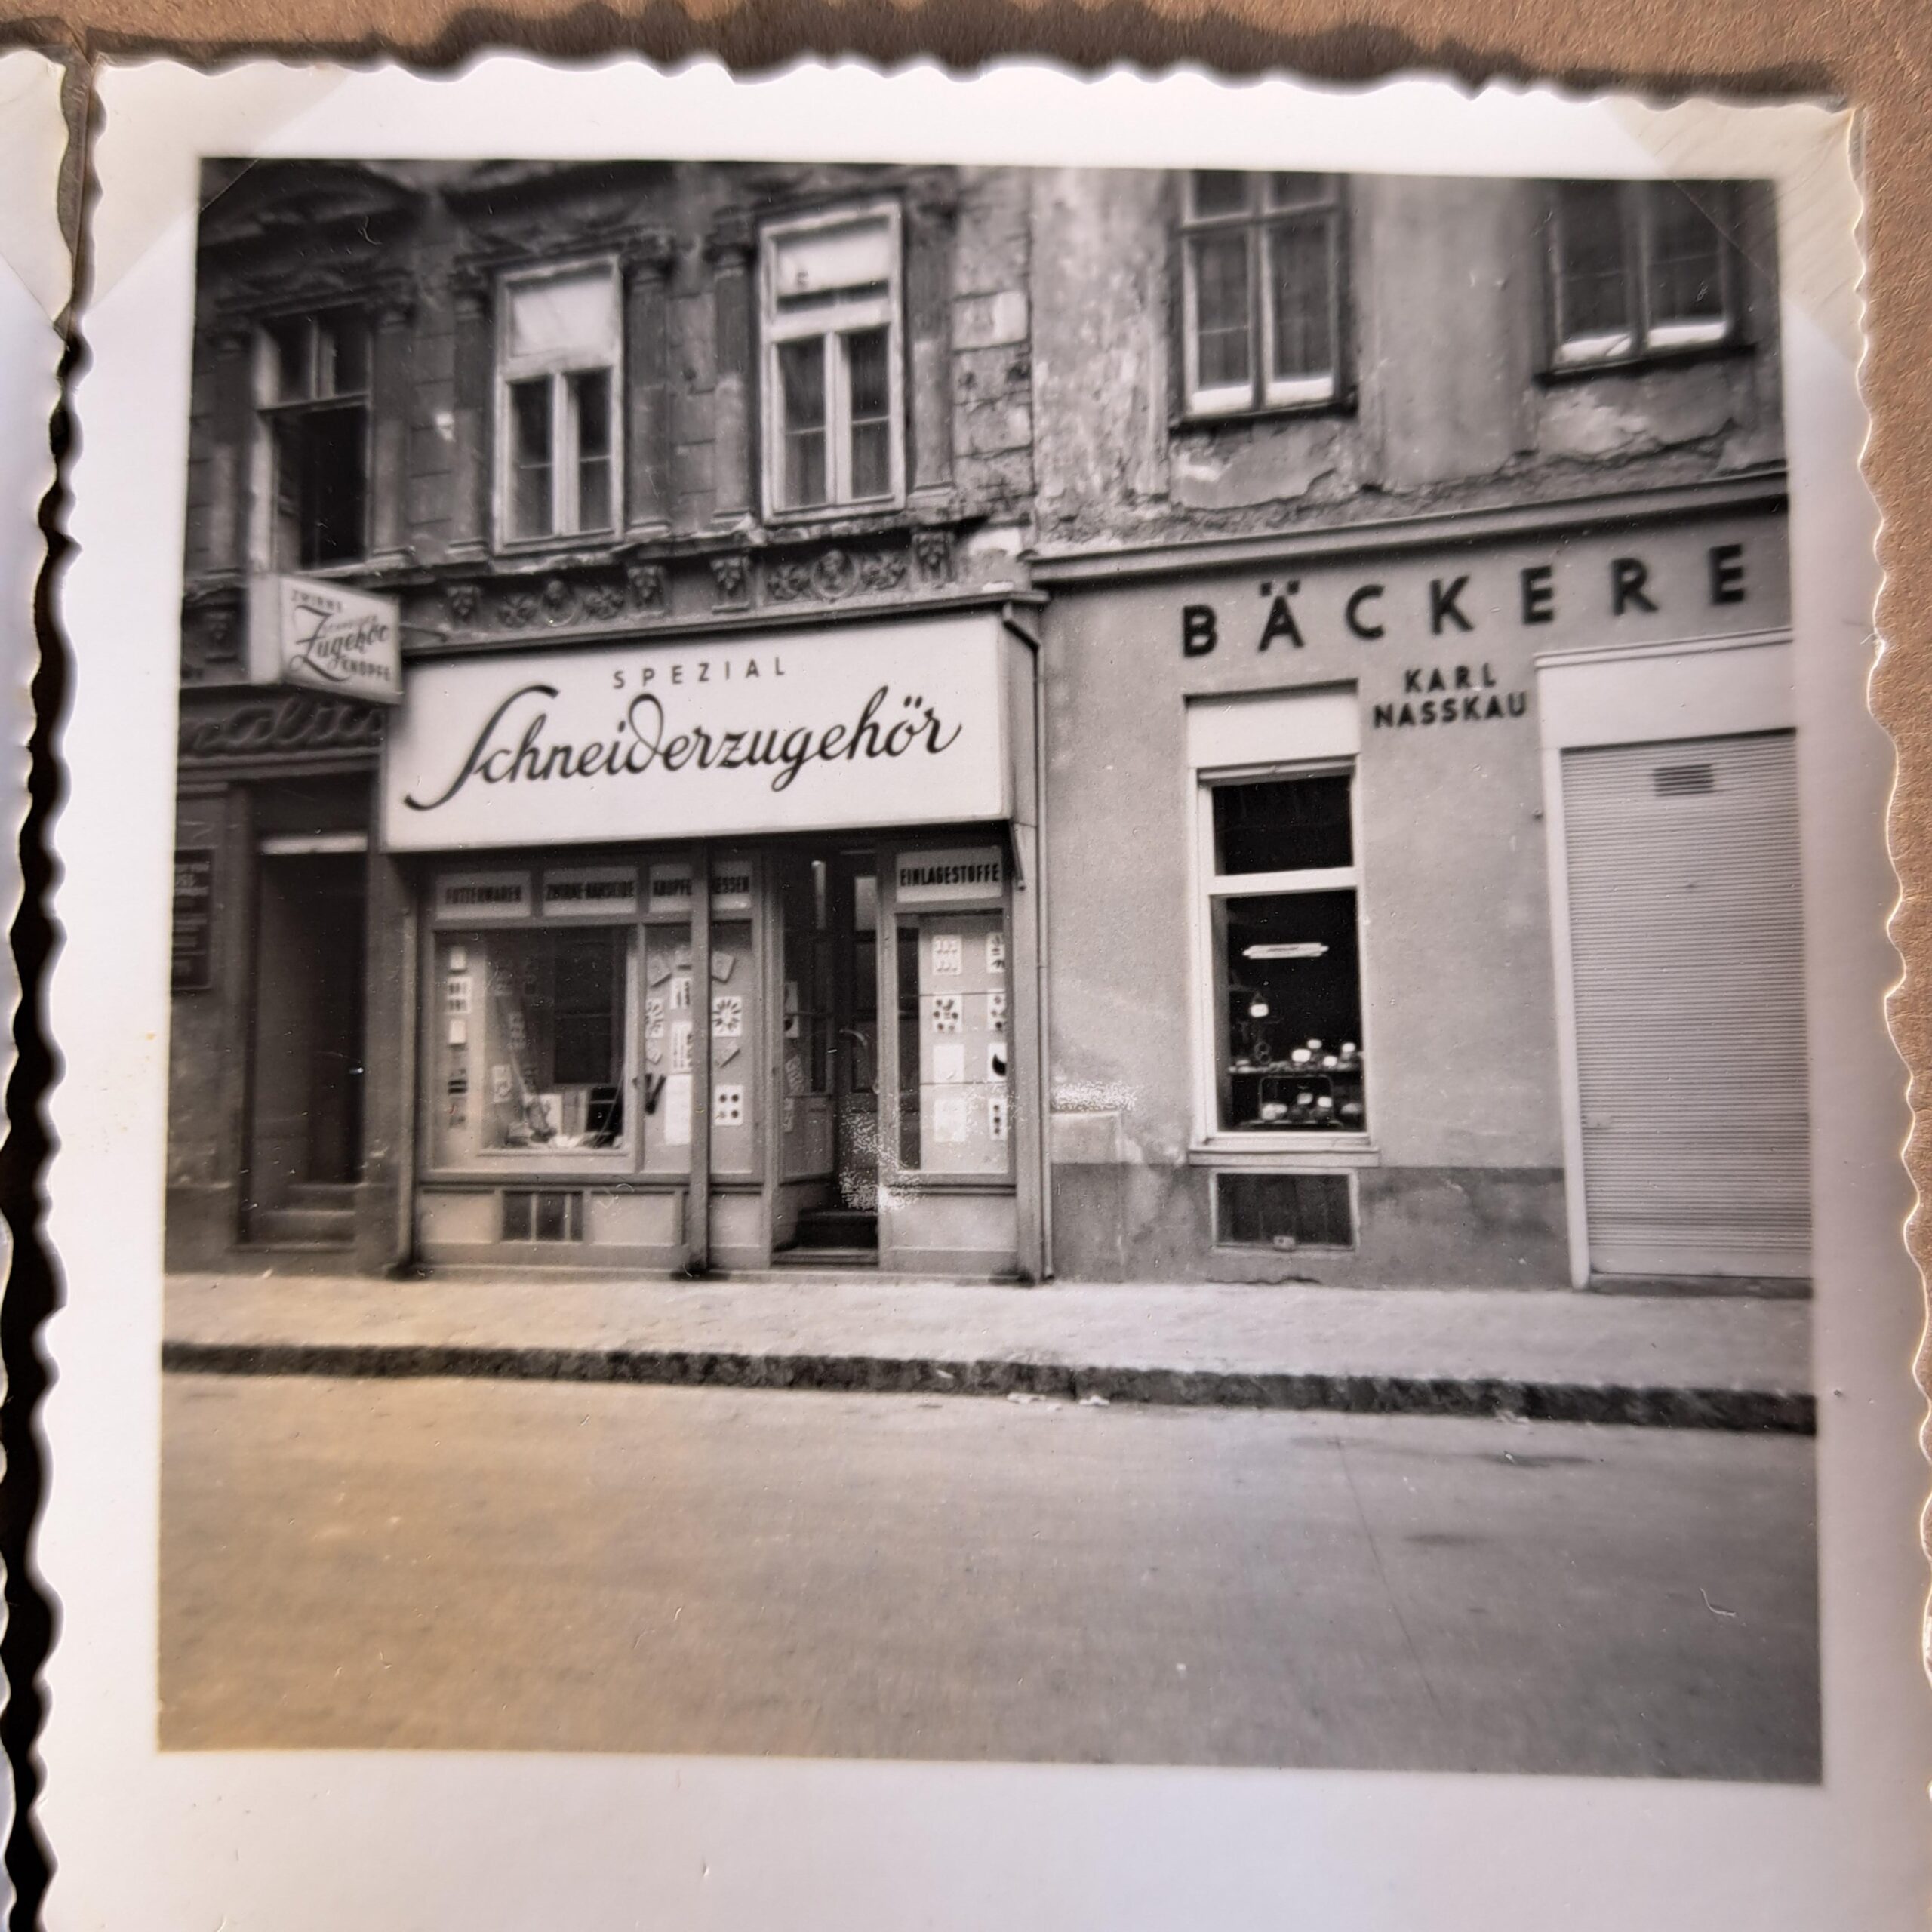 ZWIRNE
Zugehör
KNÖPFE
SPEZIAL
Schneiderzugehör
BÄCKERE
KARL
NASSKAU
FUTTERWAREN
ZWIRNE-NÄHSEIDE
KNÖPFE
EINLAGESTOFFE